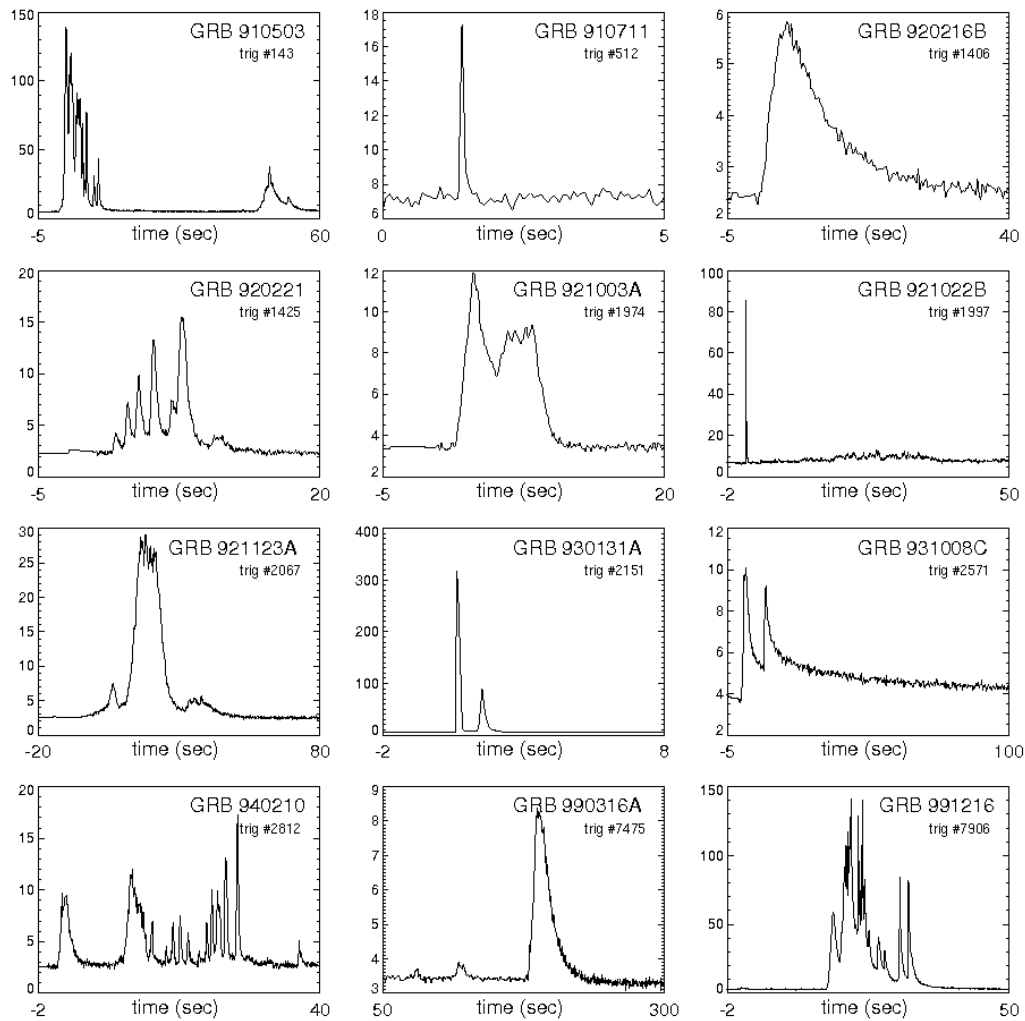 GRB 910503
trig #143
150
100
50
0
-5
time (sec)
60
GRB 910711
trig #512
18
16
14
12
10
8
6
0
time (sec)
5
GRB 920216B
trig #1406
6
5
4
3
2
-5
time (sec)
40
GRB 920221
trig #1425
20
15
10
5
0
-5
time (sec)
20
GRB 921003A
trig #1974
12
10
8
6
4
2
-5
time (sec)
20
GRB 921022B
trig #1997
100
80
60
40
20
0
-2
time (sec)
50
GRB 921123A
trig #2067
30
25
20
15
10
5
0
-20
time (sec)
80
GRB 930131A
trig #2151
400
300
200
100
0
-2
time (sec)
8
GRB 931008C
trig #2571
12
10
8
6
4
2
-5
time (sec)
100
GRB 940210
trig #2812
20
15
10
5
0
-2
time (sec)
40
GRB 990316A
trig #7475
9
8
7
6
5
4
3
50
time (sec)
300
GRB 991216
trig #7906
150
100
50
0
0
time (sec)
50